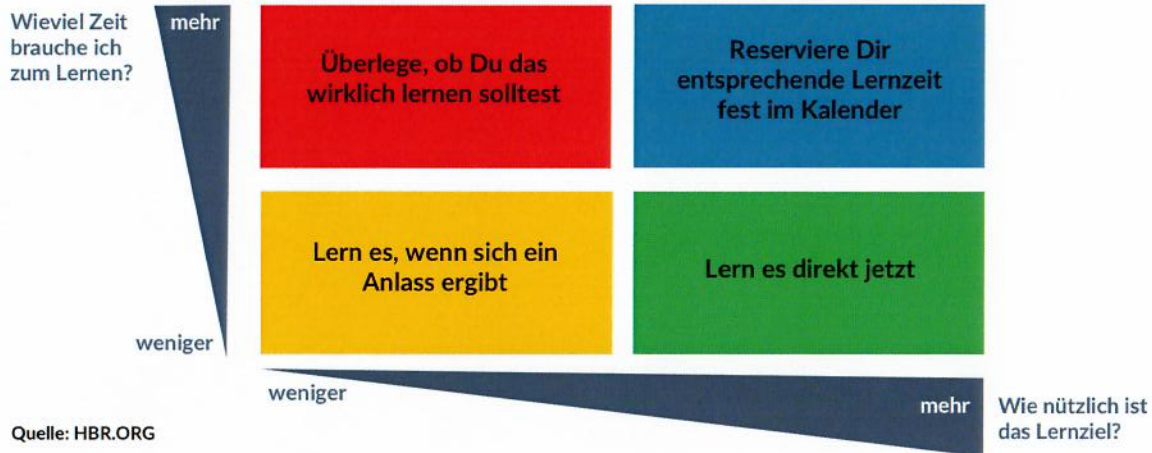 Wieviel Zeit
brauche ich
zum Lernen?
mehr
Überlege, ob Du das
wirklich lernen solltest
Reserviere Dir
entsprechende Lernzeit
fest im Kalender
Lern es, wenn sich ein
Anlass ergibt
Lern es direkt jetzt
weniger
weniger
mehr
Wie nützlich ist
das Lernziel?
Quelle: HBR.ORG